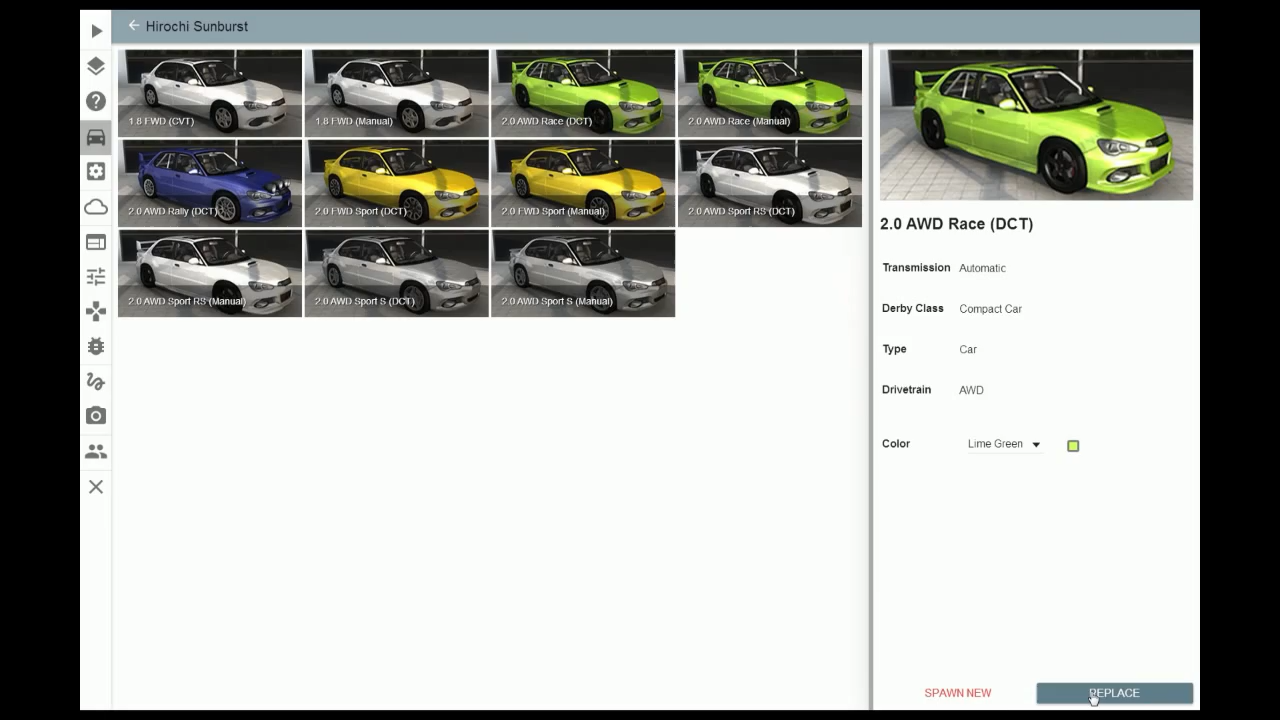 Hirochi Sunburst
1.8 FWD (CVT)
1.8 FWD (Manual)
2.0 AWD Race (DCT)
2.0 AWD Race (Manual)
2.0 AWD Rally (DCT)
2.0 FWD Sport (DCT)
2.0 FWD Sport (Manual)
2.0 AWD Sport RS (DCT)
2.0 AWD Sport RS (Manual)
2.0 AWD Sport S (DCT)
2.0 AWD Sport S (Manual)
2.0 AWD Race (DCT)
Transmission Automatic
Derby Class Compact Car
Type Car
Drivetrain AWD
Color Lime Green
SPAWN NEW REPLACE